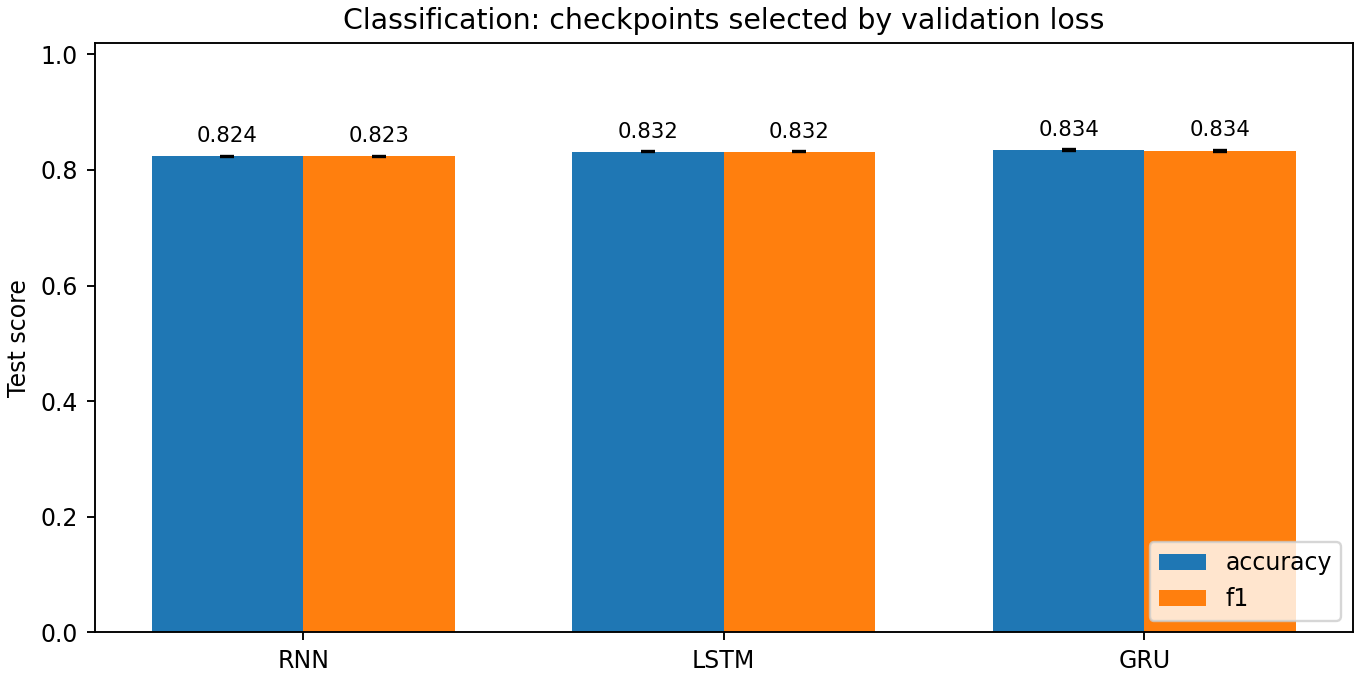 Classification: checkpoints selected by validation loss
Test score
1.0
0.8
0.6
0.4
0.2
0.0
0.824
0.823
0.832
0.832
0.834
0.834
RNN
LSTM
GRU
accuracy
f1